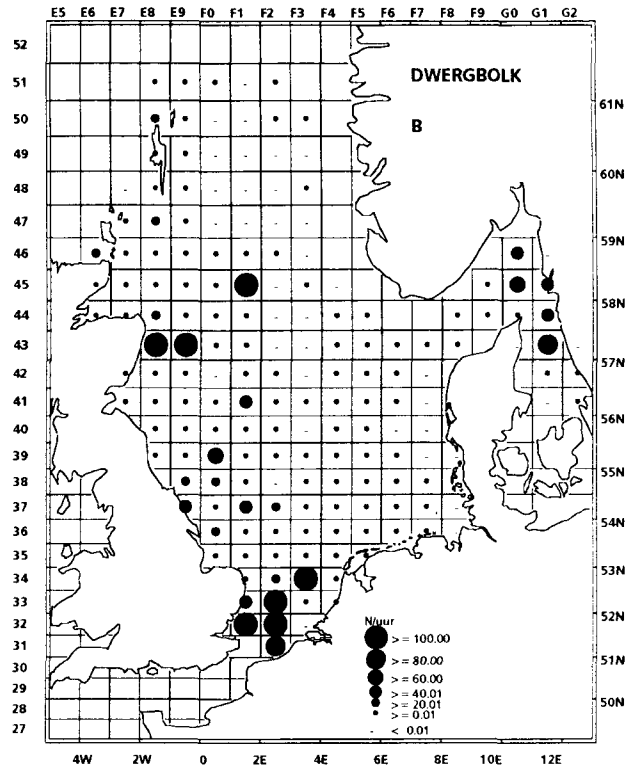 E5 E6 E7 E8 E9 F0 F1 F2 F3 F4 F5 F6 F7 F8 F9 G0 G1 G2
52
51
DWERGBOLK
61N
50
B
49
60N
48
47
59N
46
45
58N
44
43
57N
42
41
56N
40
39
55N
38
37
54N
36
35
53N
34
33
52N
32
31
51N
30
29
50N
28
27
N/uur
>= 100.00
>= 80.00
>= 60.00
>= 40.01
>= 20.01
>= 0.01
< 0.01
4W 2W 0 2E 4E 6E 8E 10E 12E